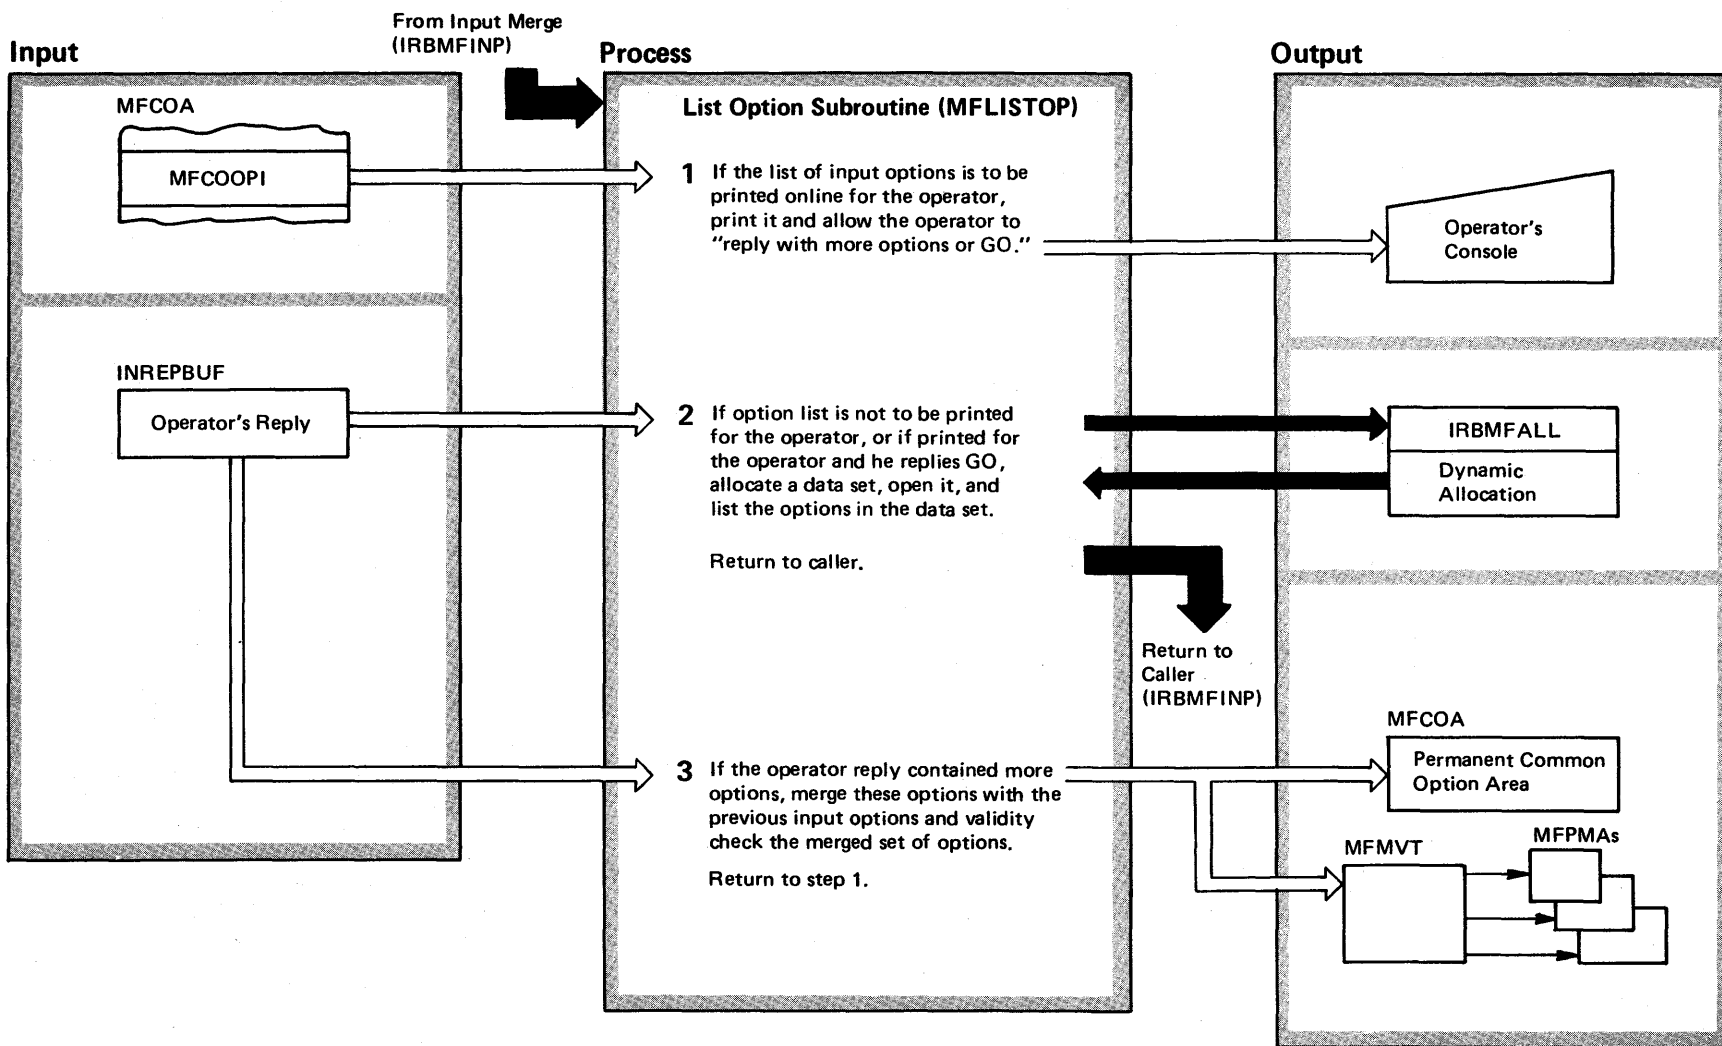 From Input Merge
(IRBMFINP)
Input
Process
Output
MFCOA
MFCOOPI
List Option Subroutine (MFLISTOP)
1 If the list of input options is to be
printed online for the operator,
print it and allow the operator to
"reply with more options or GO."
Operator's
Console
INREPBUF
Operator's Reply
2 If option list is not to be printed
for the operator, or if printed for
the operator and he replies GO,
allocate a data set, open it, and
list the options in the data set.
Return to caller.
IRBMFALL
Dynamic
Allocation
Return to
Caller
(IRBMFINP)
3 If the operator reply contained more
options, merge these options with the
previous input options and validity
check the merged set of options.
Return to step 1.
MFCOA
Permanent Common
Option Area
MFMVT
MFPMAs